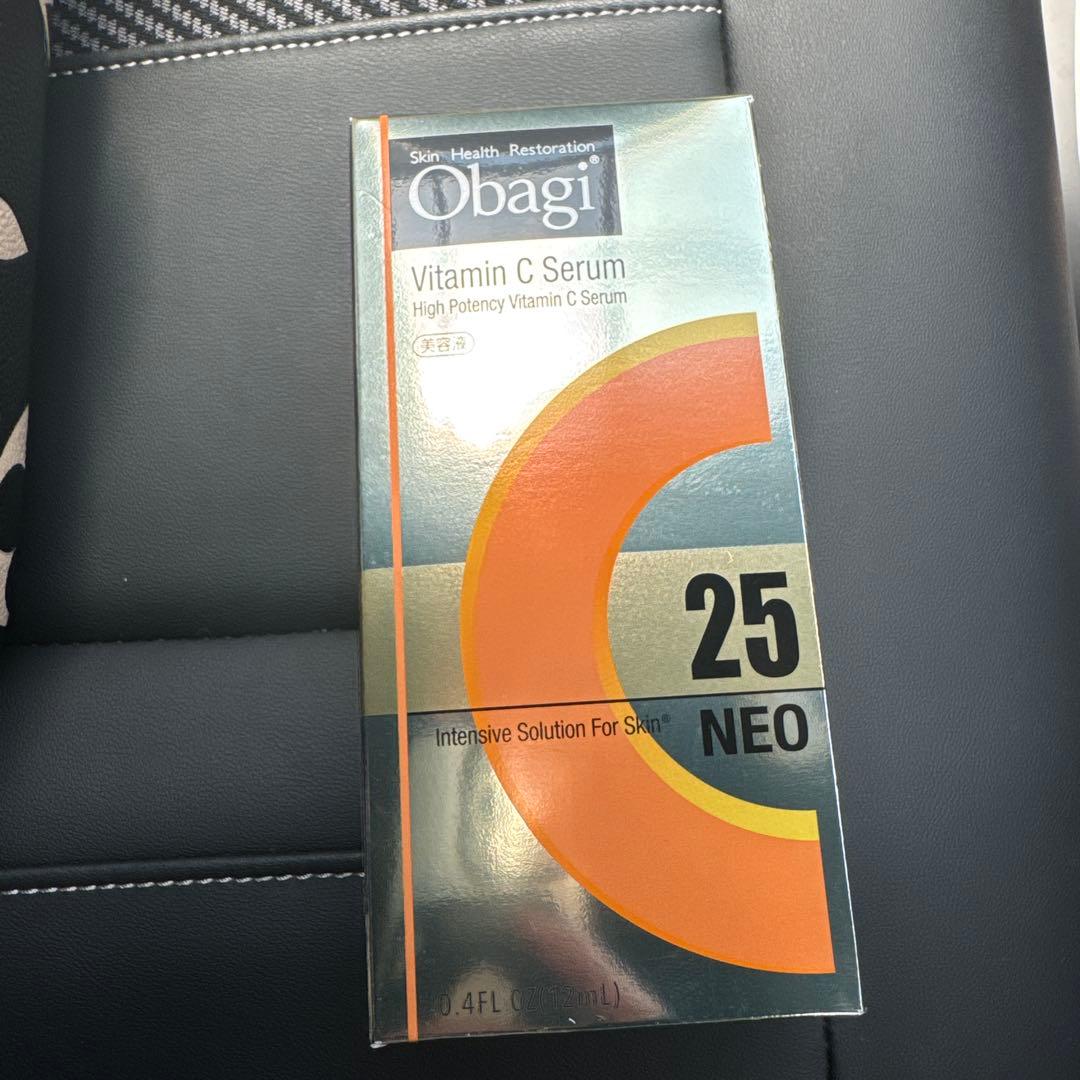 Skin Health Restoration
Obagi®
Vitamin C Serum
High Potency Vitamin C Serum
美容液
C
25
Intensive Solution For Skin®
NEO
0.4FL OZ(12mL)